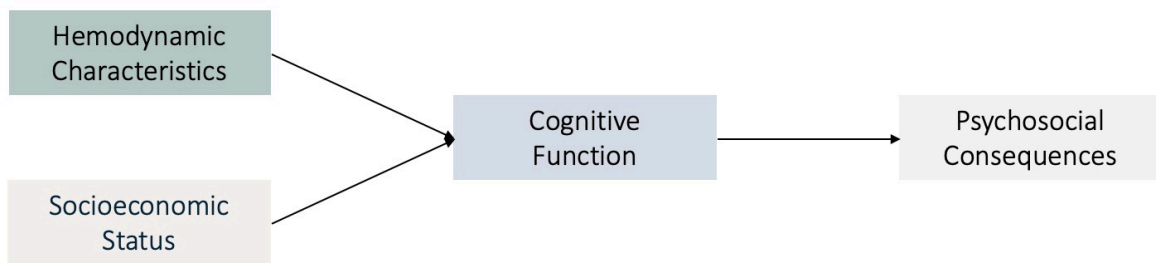 Hemodynamic
Characteristics
Cognitive
Function
Psychosocial
Consequences
Socioeconomic
Status